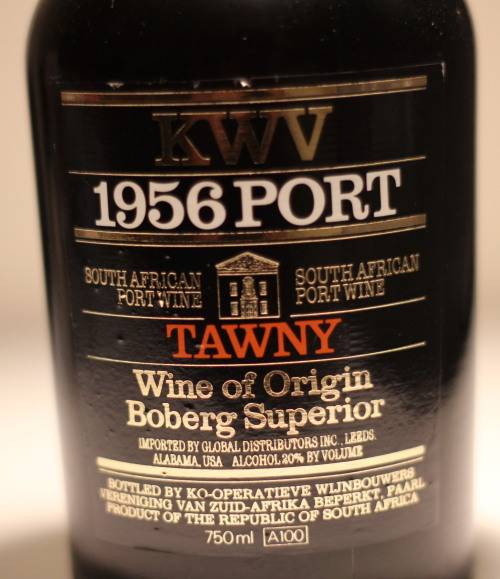 KWV
1956 PORT
SOUTH AFRICAN PORT WINE
SOUTH AFRICAN PORT WINE
TAWNY
Wine of Origin
Boberg Superior
IMPORTED BY GLOBAL DISTRIBUTORS INC., LEEDS.
ALABAMA, USA ALCOHOL 20% BY VOLUME
BOTTLED BY KO-OPERATIEVE WIJNBOUWERS
VERENIGING VAN ZUID-AFRIKA BEPERKT, PAARL
PRODUCT OF THE REPUBLIC OF SOUTH AFRICA
750 ml A100